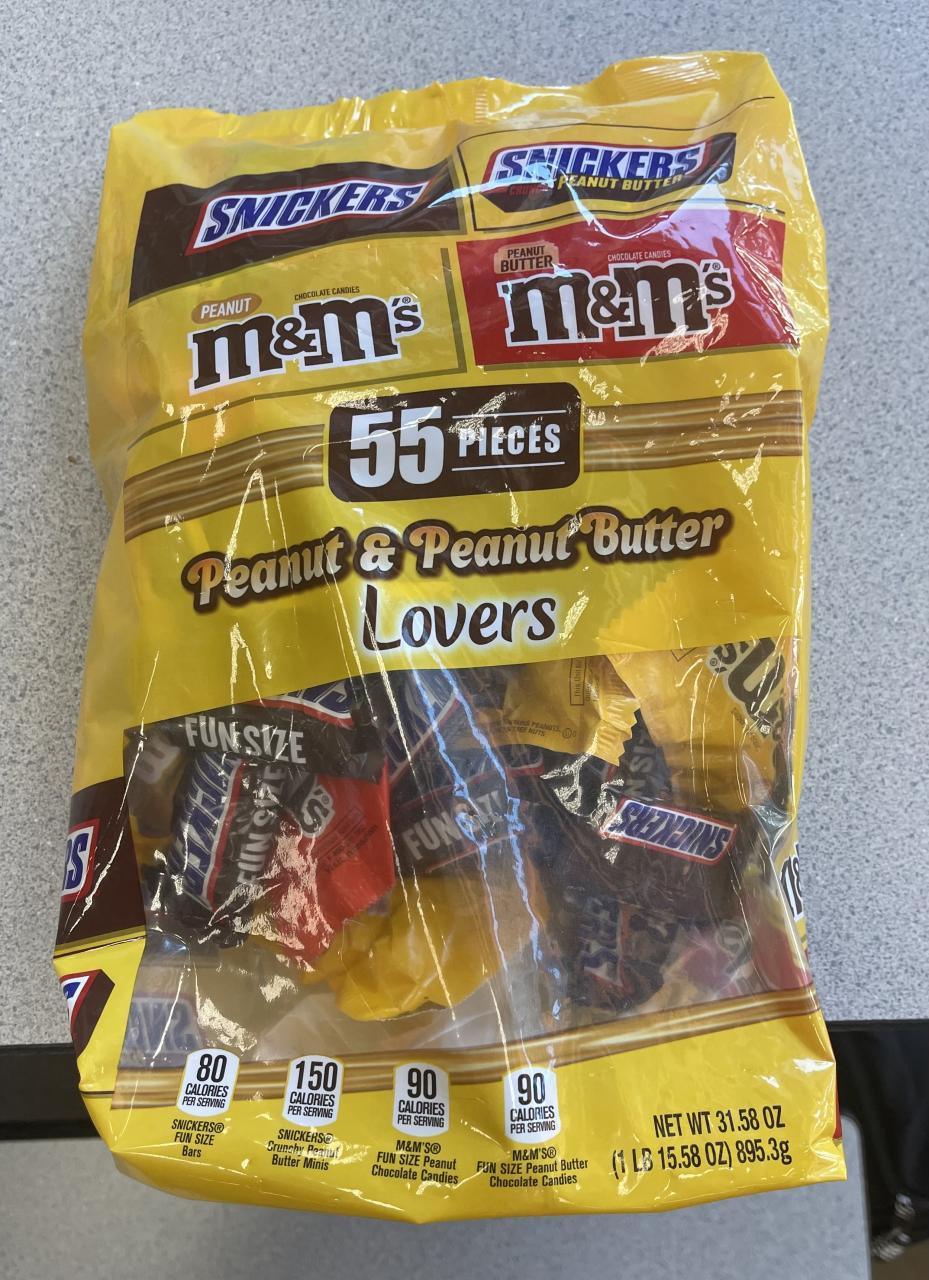 SNICKERS
SNICKERS
CRUNCHY PEANUT BUTTER
PEANUT
CHOCOLATE CANDIES
m&m's®
PEANUT
BUTTER
CHOCOLATE CANDIES
m&m's®
55 PIECES
Peanut & Peanut Butter
Lovers
FUN SIZE
FUN SIZE
FUN SIZE
SNICKERS
80
CALORIES
PER SERVING
SNICKERS®
FUN SIZE
Bars
150
CALORIES
PER SERVING
SNICKERS®
Crunchy Peanut
Butter Minis
90
CALORIES
PER SERVING
M&M'S®
FUN SIZE Peanut
Chocolate Candies
90
CALORIES
PER SERVING
M&M'S®
FUN SIZE Peanut Butter
Chocolate Candies
NET WT 31.58 OZ
(1 LB 15.58 OZ) 895.3g